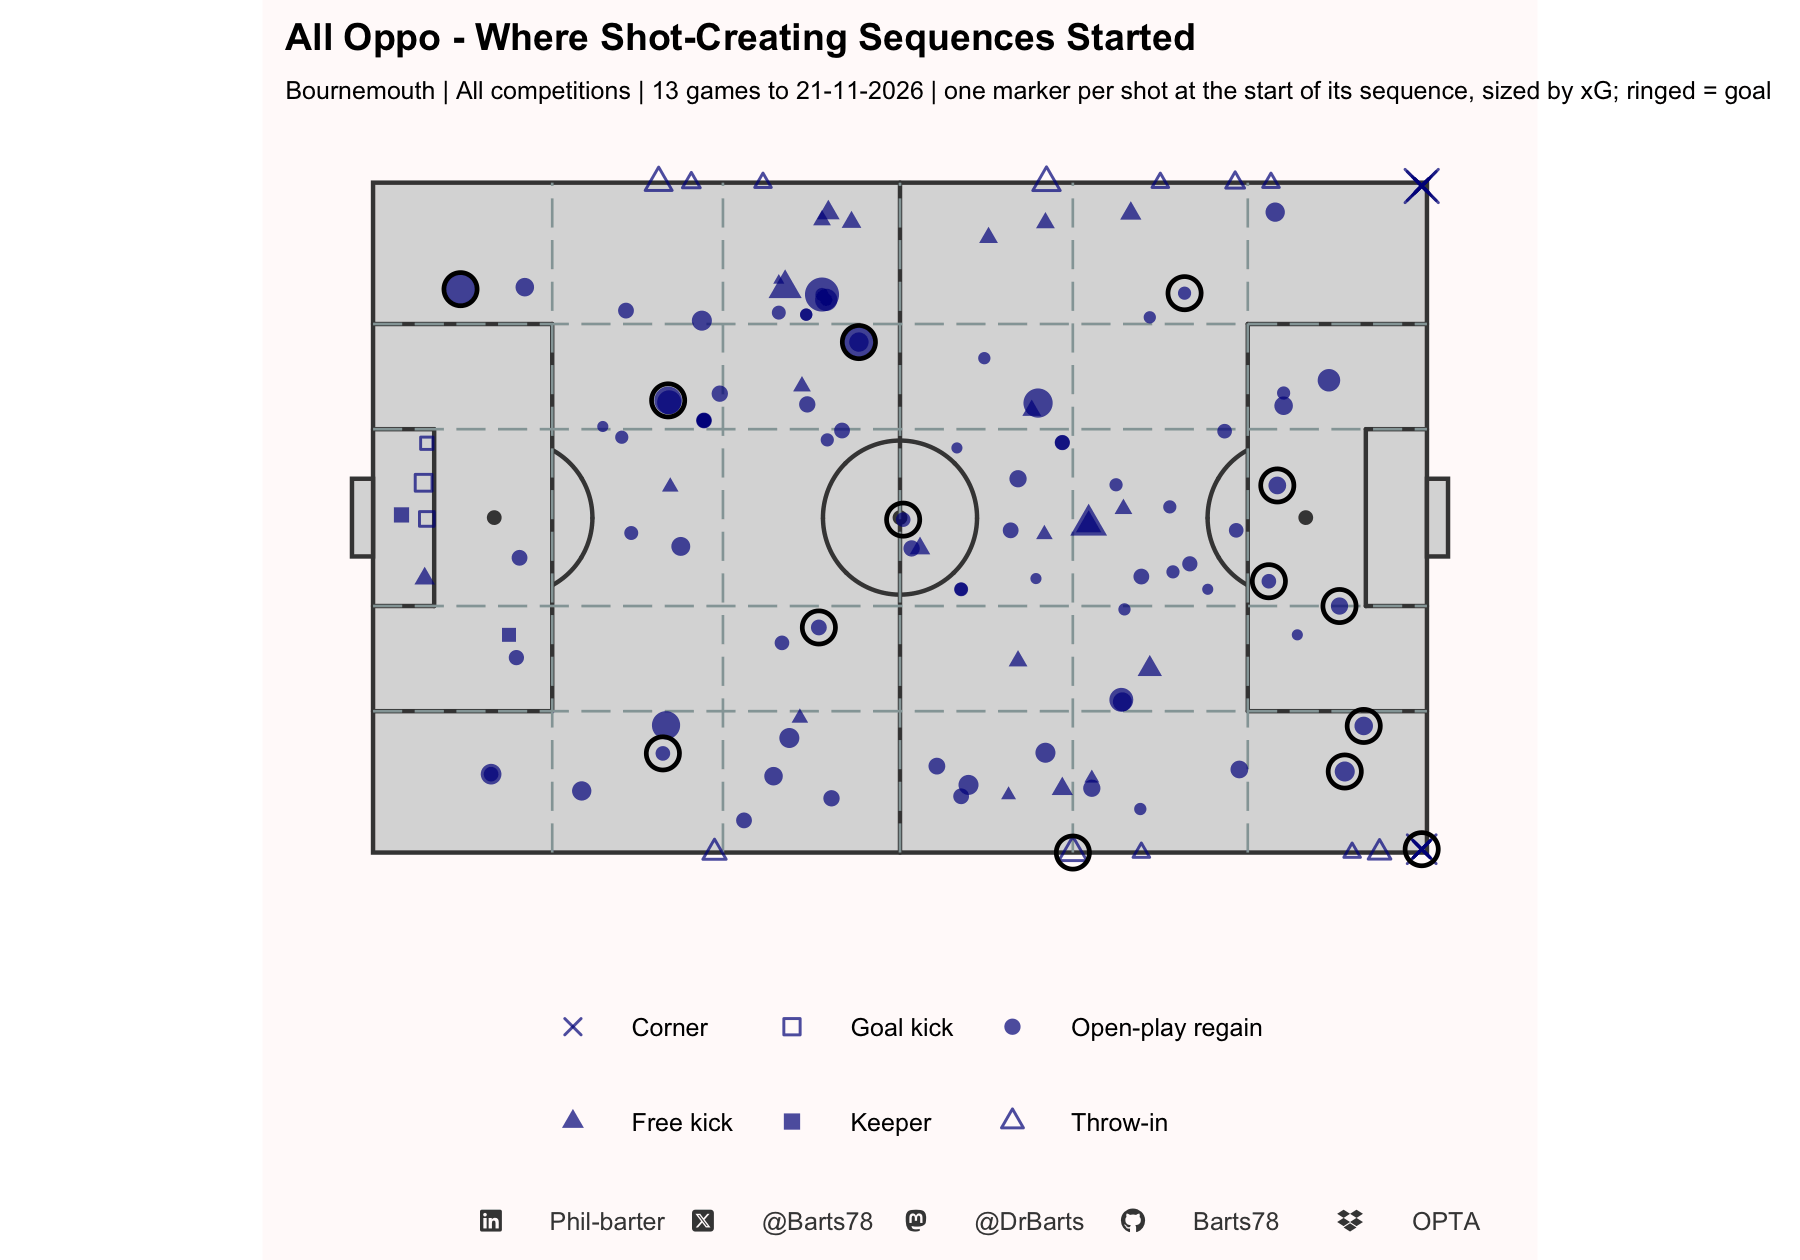 All Oppo - Where Shot-Creating Sequences Started
Bournemouth | All competitions | 13 games to 21-11-2026 | one marker per shot at the start of its sequence, sized by xG; ringed = goal
Corner
Goal kick
Open-play regain
Free kick
Keeper
Throw-in
Phil-barter
@Barts78
@DrBarts
Barts78
OPTA